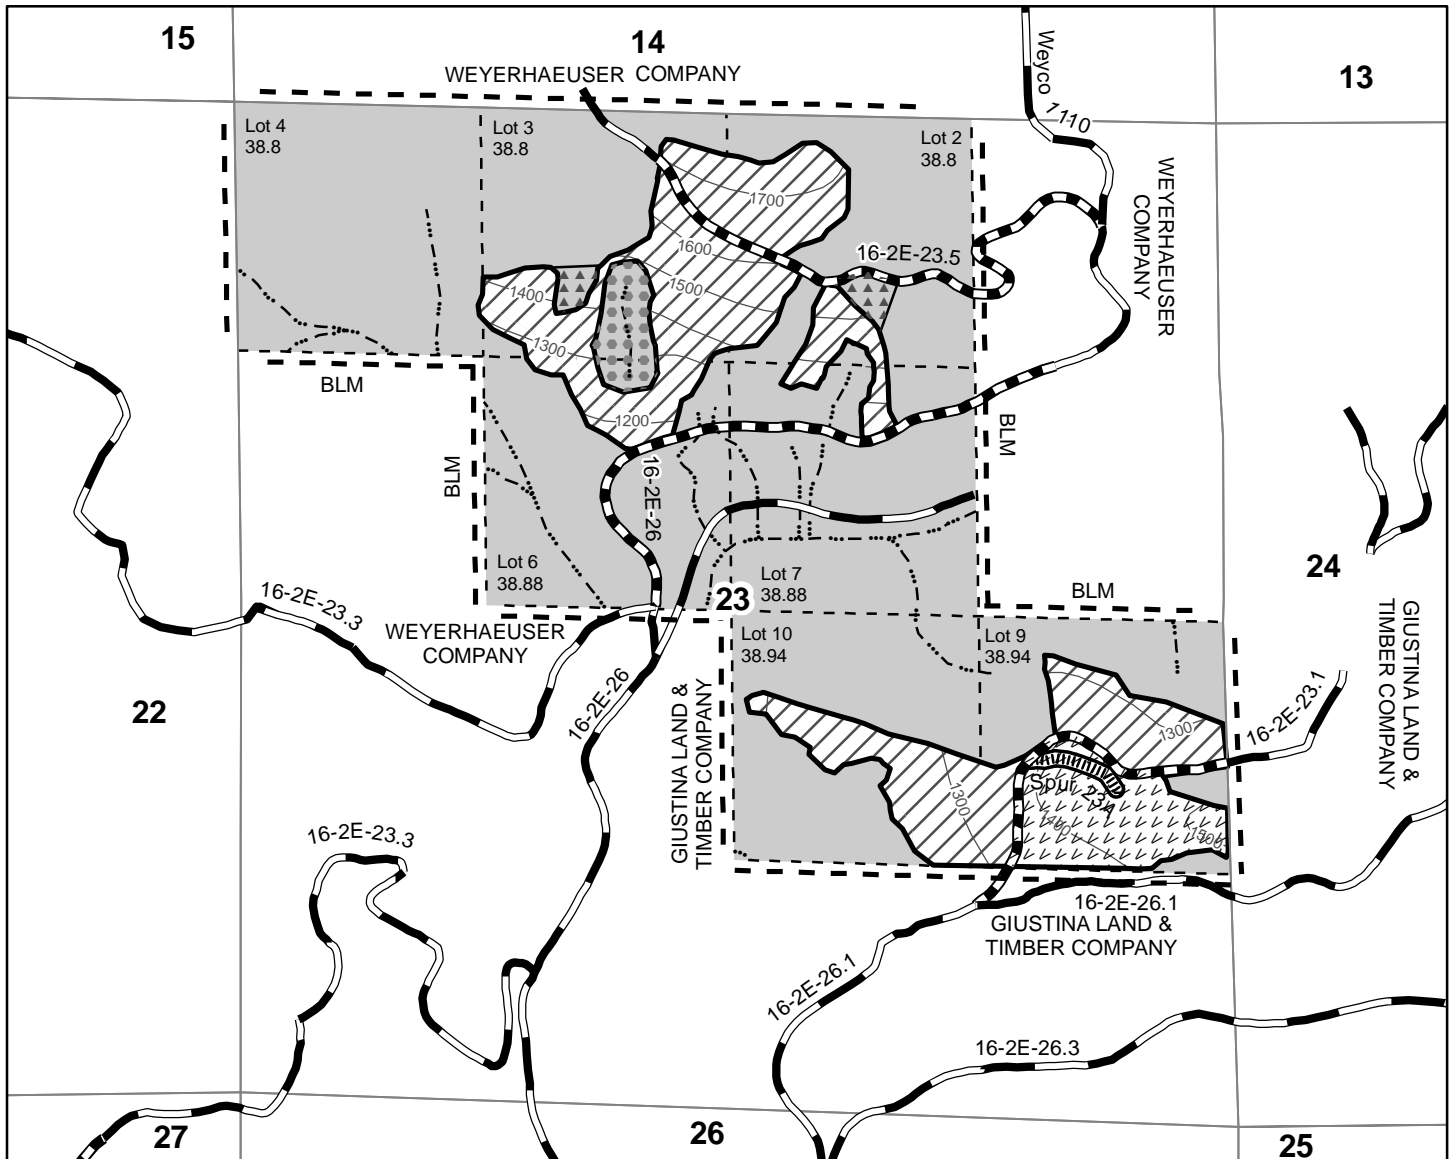 15
14
13
WEYERHAEUSER COMPANY
Weyco
1110
Lot 4
38.8
Lot 3
38.8
Lot 2
38.8
WEYERHAEUSER
COMPANY
1700
1600
16-2E-23.5
1500
1400
1300
BLM
1200
BLM
BLM
16-2E-26
Lot 6
38.88
Lot 7
38.88
23
BLM
24
16-2E-23.3
WEYERHAEUSER
COMPANY
Lot 10
38.94
Lot 9
38.94
GIUSTINA LAND &
TIMBER COMPANY
22
16-2E-26
GIUSTINA LAND &
TIMBER COMPANY
1300
16-2E-23.1
1300
Spur 23A
1400
1500
16-2E-23.3
16-2E-26.1
GIUSTINA LAND &
TIMBER COMPANY
16-2E-26.1
16-2E-26.3
27
26
25